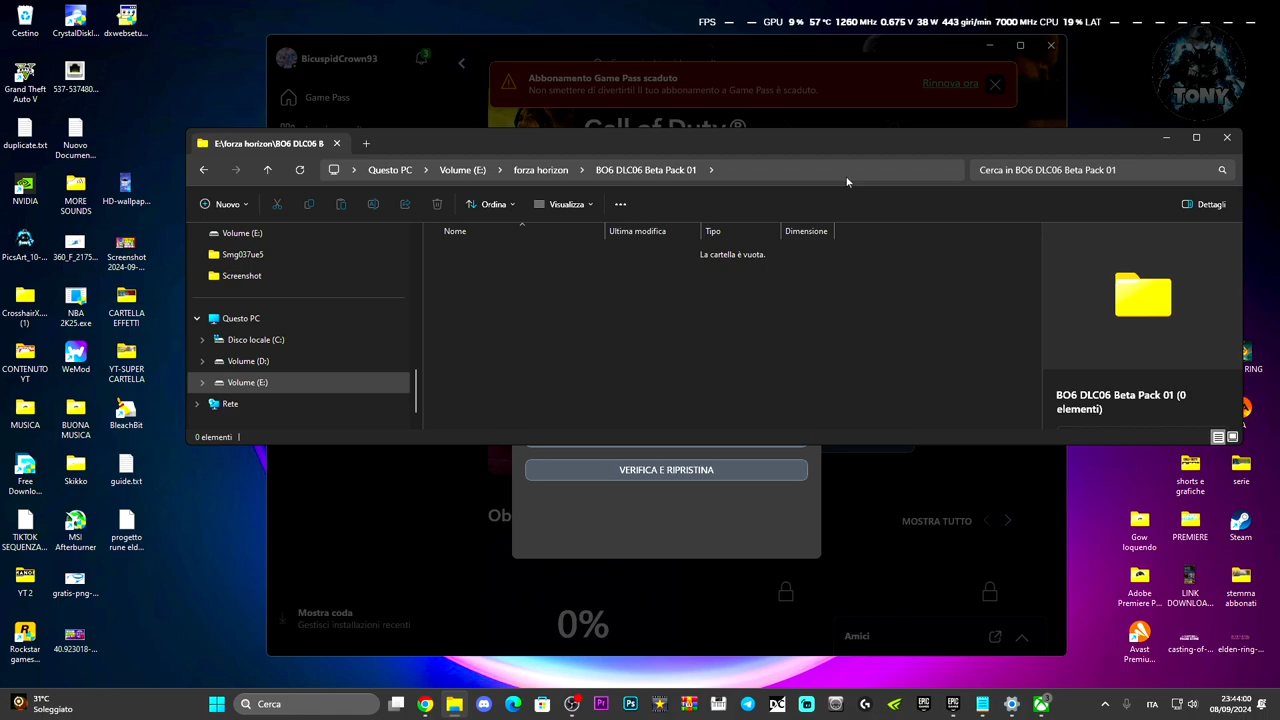 FPS — — GPU 9 % 57 °C 1260 MHz 0.675 V 38 W 443 giri/min 7000 MHz CPU 19 % LAT — — — — — —
Cestino
CrystalDiskI...
dxwebsetu...
Grand Theft Auto V
537-537480...
duplicate.txt
Nuovo Documen...
NVIDIA
MORE SOUNDS
HD-wallpap...
PicsArt_10-...
360_F_2175...
Screenshot 2024-09-...
CrosshairX.... (1)
NBA 2K25.exe
CARTELLA EFFETTI
CONTENUTO YT
WeMod
YT-SUPER CARTELLA
MUSICA
BUONA MUSICA
BleachBit
Free Downlo...
Skikko
guide.txt
TIKTOK SEQUENZA...
MSI Afterburner
progetto rune eld...
YT 2
gratis-png-...
Rockstar games...
40.923018-...
BicuspidCrown93
3
Game Pass
Abbonamento Game Pass scaduto
Non smettere di divertirti! Il tuo abbonamento a Game Pass è scaduto.
Rinnova ora
Call of Duty®
TONY
E:\forza horizon\BO6 DLC06 B
Questo PC
Volume (E:)
forza horizon
BO6 DLC06 Beta Pack 01
Cerca in BO6 DLC06 Beta Pack 01
Nuovo
Ordina
Visualizza
Dettagli
Volume (E:)
Smg037ue5
Screenshot
Questo PC
Disco locale (C:)
Volume (D:)
Volume (E:)
Rete
Nome
Ultima modifica
Tipo
Dimensione
La cartella è vuota.
BO6 DLC06 Beta Pack 01 (0
elementi)
0 elementi
VERIFICA E RIPRISTINA
Ob
MOSTRA TUTTO
Mostra coda
Gestisci installazioni recenti
0%
Amici
RING
shorts e grafiche
serie
Gow loquendo
PREMIERE
Steam
Adobe Premiere P...
LINK DOWNLOA...
stemma abbonati
Avast Premiu...
casting-of-...
elden-ring-...
31°C
Soleggiato
Cerca
ITA
23:44:00
08/09/2024